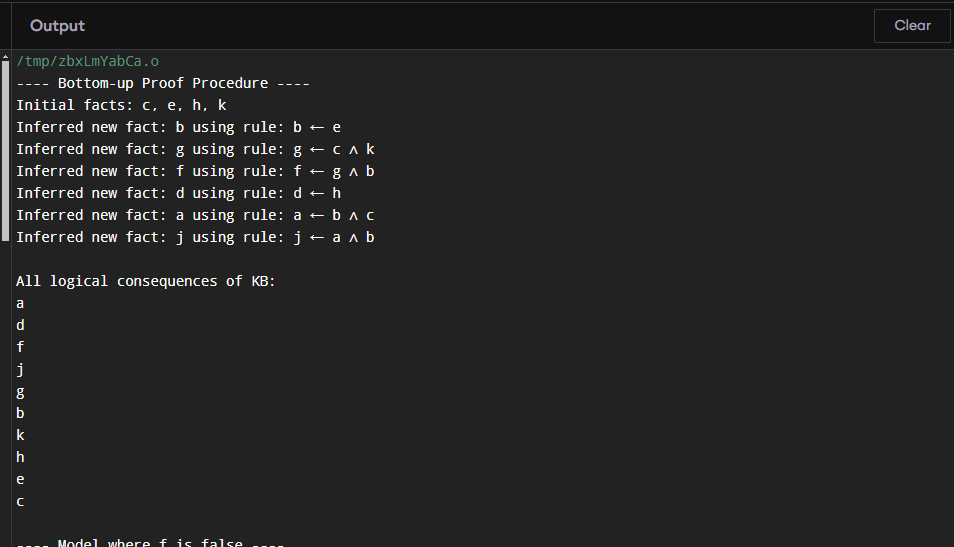 Output
Clear
/tmp/zbxLmYabCa.o
---- Bottom-up Proof Procedure ----
Initial facts: c, e, h, k
Inferred new fact: b using rule: b ← e
Inferred new fact: g using rule: g ← c ∧ k
Inferred new fact: f using rule: f ← g ∧ b
Inferred new fact: d using rule: d ← h
Inferred new fact: a using rule: a ← b ∧ c
Inferred new fact: j using rule: j ← a ∧ b
All logical consequences of KB:
a
d
f
j
g
b
k
h
e
c
---- Model where f is false ----